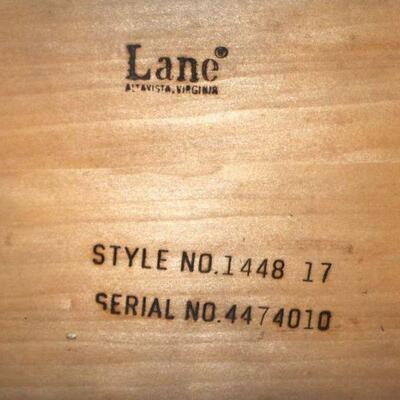 Lane®
ALTAVISTA, VIRGINIA
STYLE NO. 1448 17
SERIAL NO. 4474010